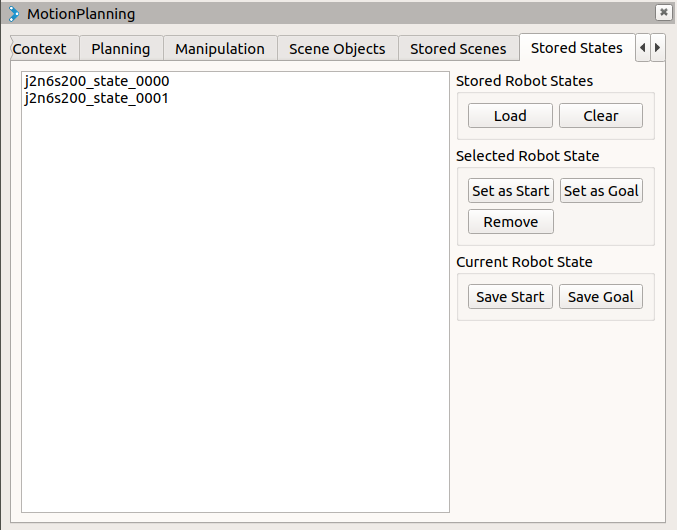 MotionPlanning
Context Planning Manipulation Scene Objects Stored Scenes Stored States
j2n6s200_state_0000
j2n6s200_state_0001
Stored Robot States
Load Clear
Selected Robot State
Set as Start Set as Goal
Remove
Current Robot State
Save Start Save Goal